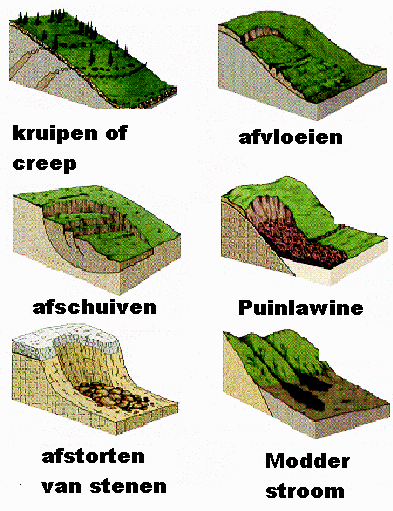 kruipen of
creep
afvloeien
afschuiven
Puinlawine
afstorten
van stenen
Modder
stroom